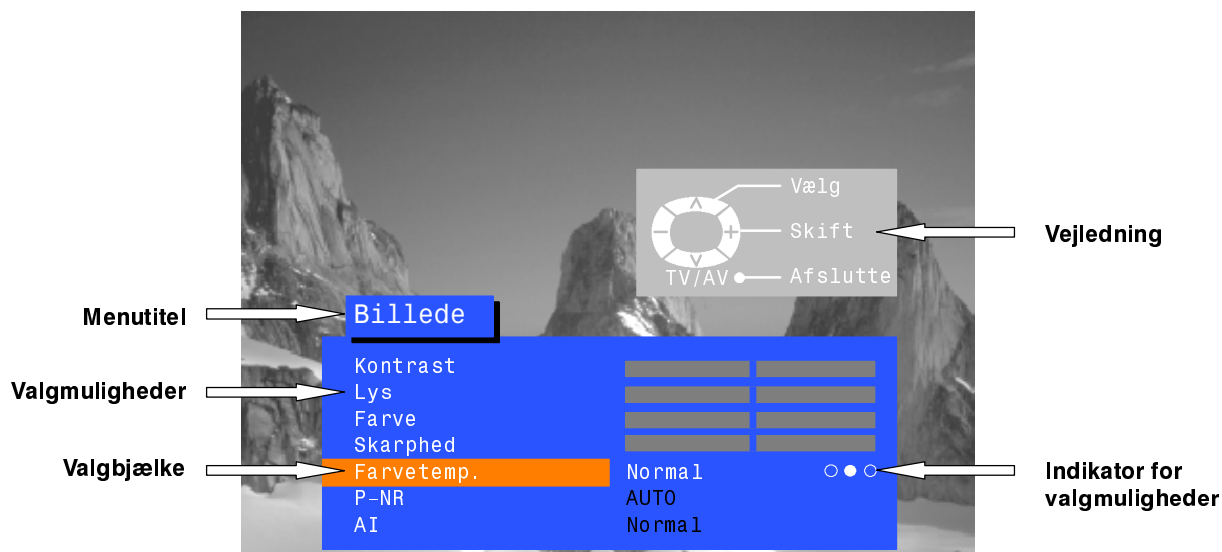 Vælg
Skift
TV/AV Afslutte
Vejledning
Menutitel
Billede
Kontrast
Valgmuligheder
Lys
Farve
Skarphed
Valgbjælke
Farvetemp. Normal
Indikator for
valgmuligheder
P-NR AUTO
AI Normal